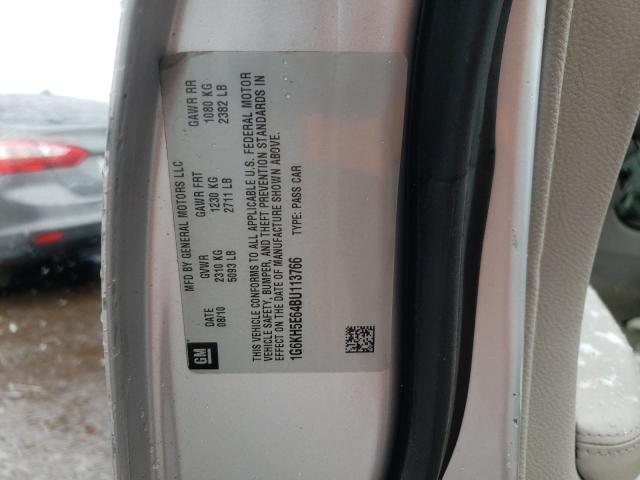 MFD BY GENERAL MOTORS LLC
DATE GVWR GAWR FRT GAWR RR
08/10 2310 KG 1230 KG 1080 KG
5093 LB 2711 LB 2382 LB
GM
THIS VEHICLE CONFORMS TO ALL APPLICABLE U.S. FEDERAL MOTOR
VEHICLE SAFETY, BUMPER, AND THEFT PREVENTION STANDARDS IN
EFFECT ON THE DATE OF MANUFACTURE SHOWN ABOVE.
1G6KH5E64BU113766 TYPE: PASS CAR